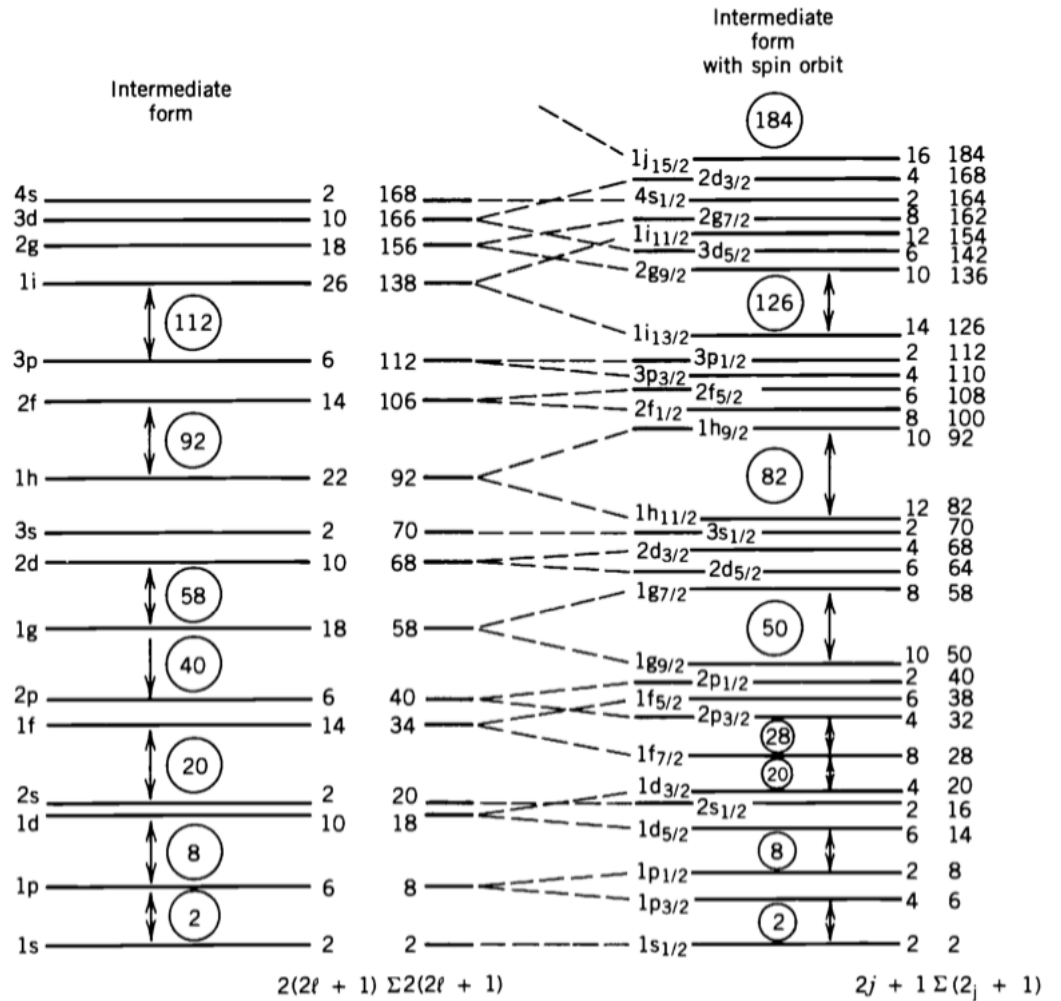 Intermediate
form
Intermediate
form
with spin orbit
184
1j15/2 16 184
2d3/2 4 168
4s 2 168 4s1/2 2 164
3d 10 166 2g7/2 8 162
2g 18 156 1i11/2 12 154
3d5/2 6 142
1i 26 138 2g9/2 10 136
112 126
1i13/2 14 126
3p 6 112 3p1/2 2 112
3p3/2 4 110
2f 14 106 2f5/2 6 108
2f1/2 8 100
92 1h9/2 10 92
1h 22 92 82
1h11/2 12 82
3s 2 70 3s1/2 2 70
2d 10 68 2d3/2 4 68
2d5/2 6 64
58 1g7/2 8 58
1g 18 58 50
40 1g9/2 10 50
2p 6 40 2p1/2 2 40
1f 14 34 1f5/2 6 38
2p3/2 4 32
28
20 1f7/2 8 28
20
2s 2 20 1d3/2 4 20
1d 10 18 2s1/2 2 16
1d5/2 6 14
8 8
1p 6 8 1p1/2 2 8
1p3/2 4 6
2 2
1s 2 2 1s1/2 2 2
2(2ℓ + 1) Σ2(2ℓ + 1) 2j + 1 Σ(2j + 1)